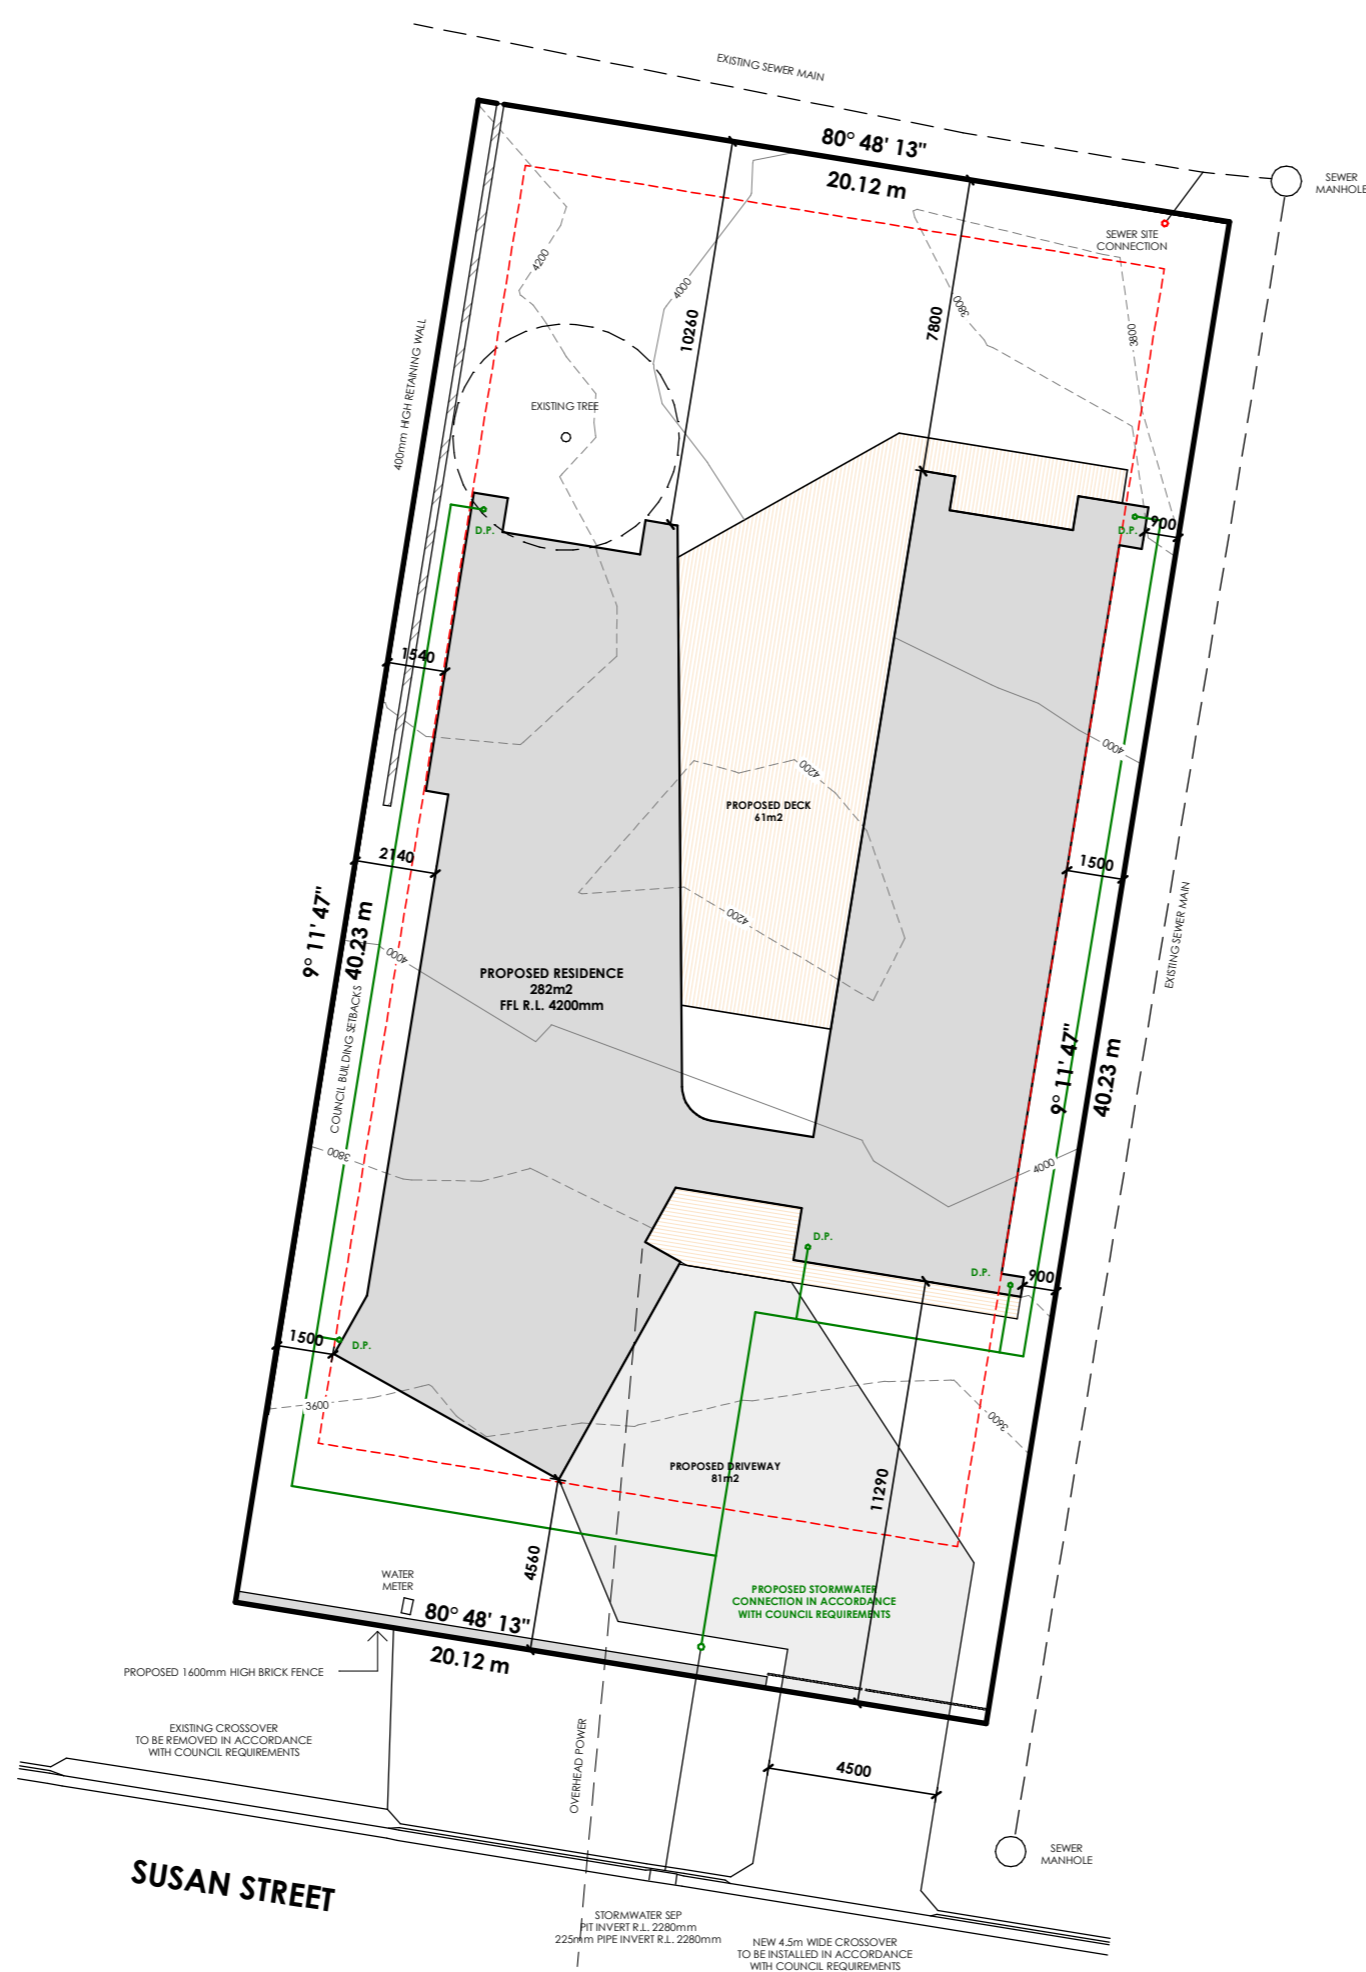 EXISTING SEWER MAIN
80° 48' 13"
20.12 m
SEWER
MANHOLE
SEWER SITE
CONNECTION
4200
4000
3800
3800
10260
7800
400mm HIGH RETAINING WALL
EXISTING TREE
D.P.
D.P.
900
1540
4000
4200
PROPOSED DECK
61m2
2140
1500
4200
9° 11' 47"
40.23 m
4000
EXISTING SEWER MAIN
PROPOSED RESIDENCE
282m2
FFL R.L. 4200mm
COUNCIL BUILDING SETBACKS
9° 11' 47"
40.23 m
3800
4000
D.P.
D.P.
900
1500
D.P.
3600
3600
PROPOSED DRIVEWAY
81m2
11290
4560
WATER
METER
PROPOSED STORMWATER
CONNECTION IN ACCORDANCE
WITH COUNCIL REQUIREMENTS
80° 48' 13"
20.12 m
PROPOSED 1600mm HIGH BRICK FENCE
EXISTING CROSSOVER
TO BE REMOVED IN ACCORDANCE
WITH COUNCIL REQUIREMENTS
OVERHEAD POWER
4500
SEWER
MANHOLE
SUSAN STREET
STORMWATER SEP
PIT INVERT R.L. 2280mm
225mm PIPE INVERT R.L. 2280mm
NEW 4.5m WIDE CROSSOVER
TO BE INSTALLED IN ACCORDANCE
WITH COUNCIL REQUIREMENTS